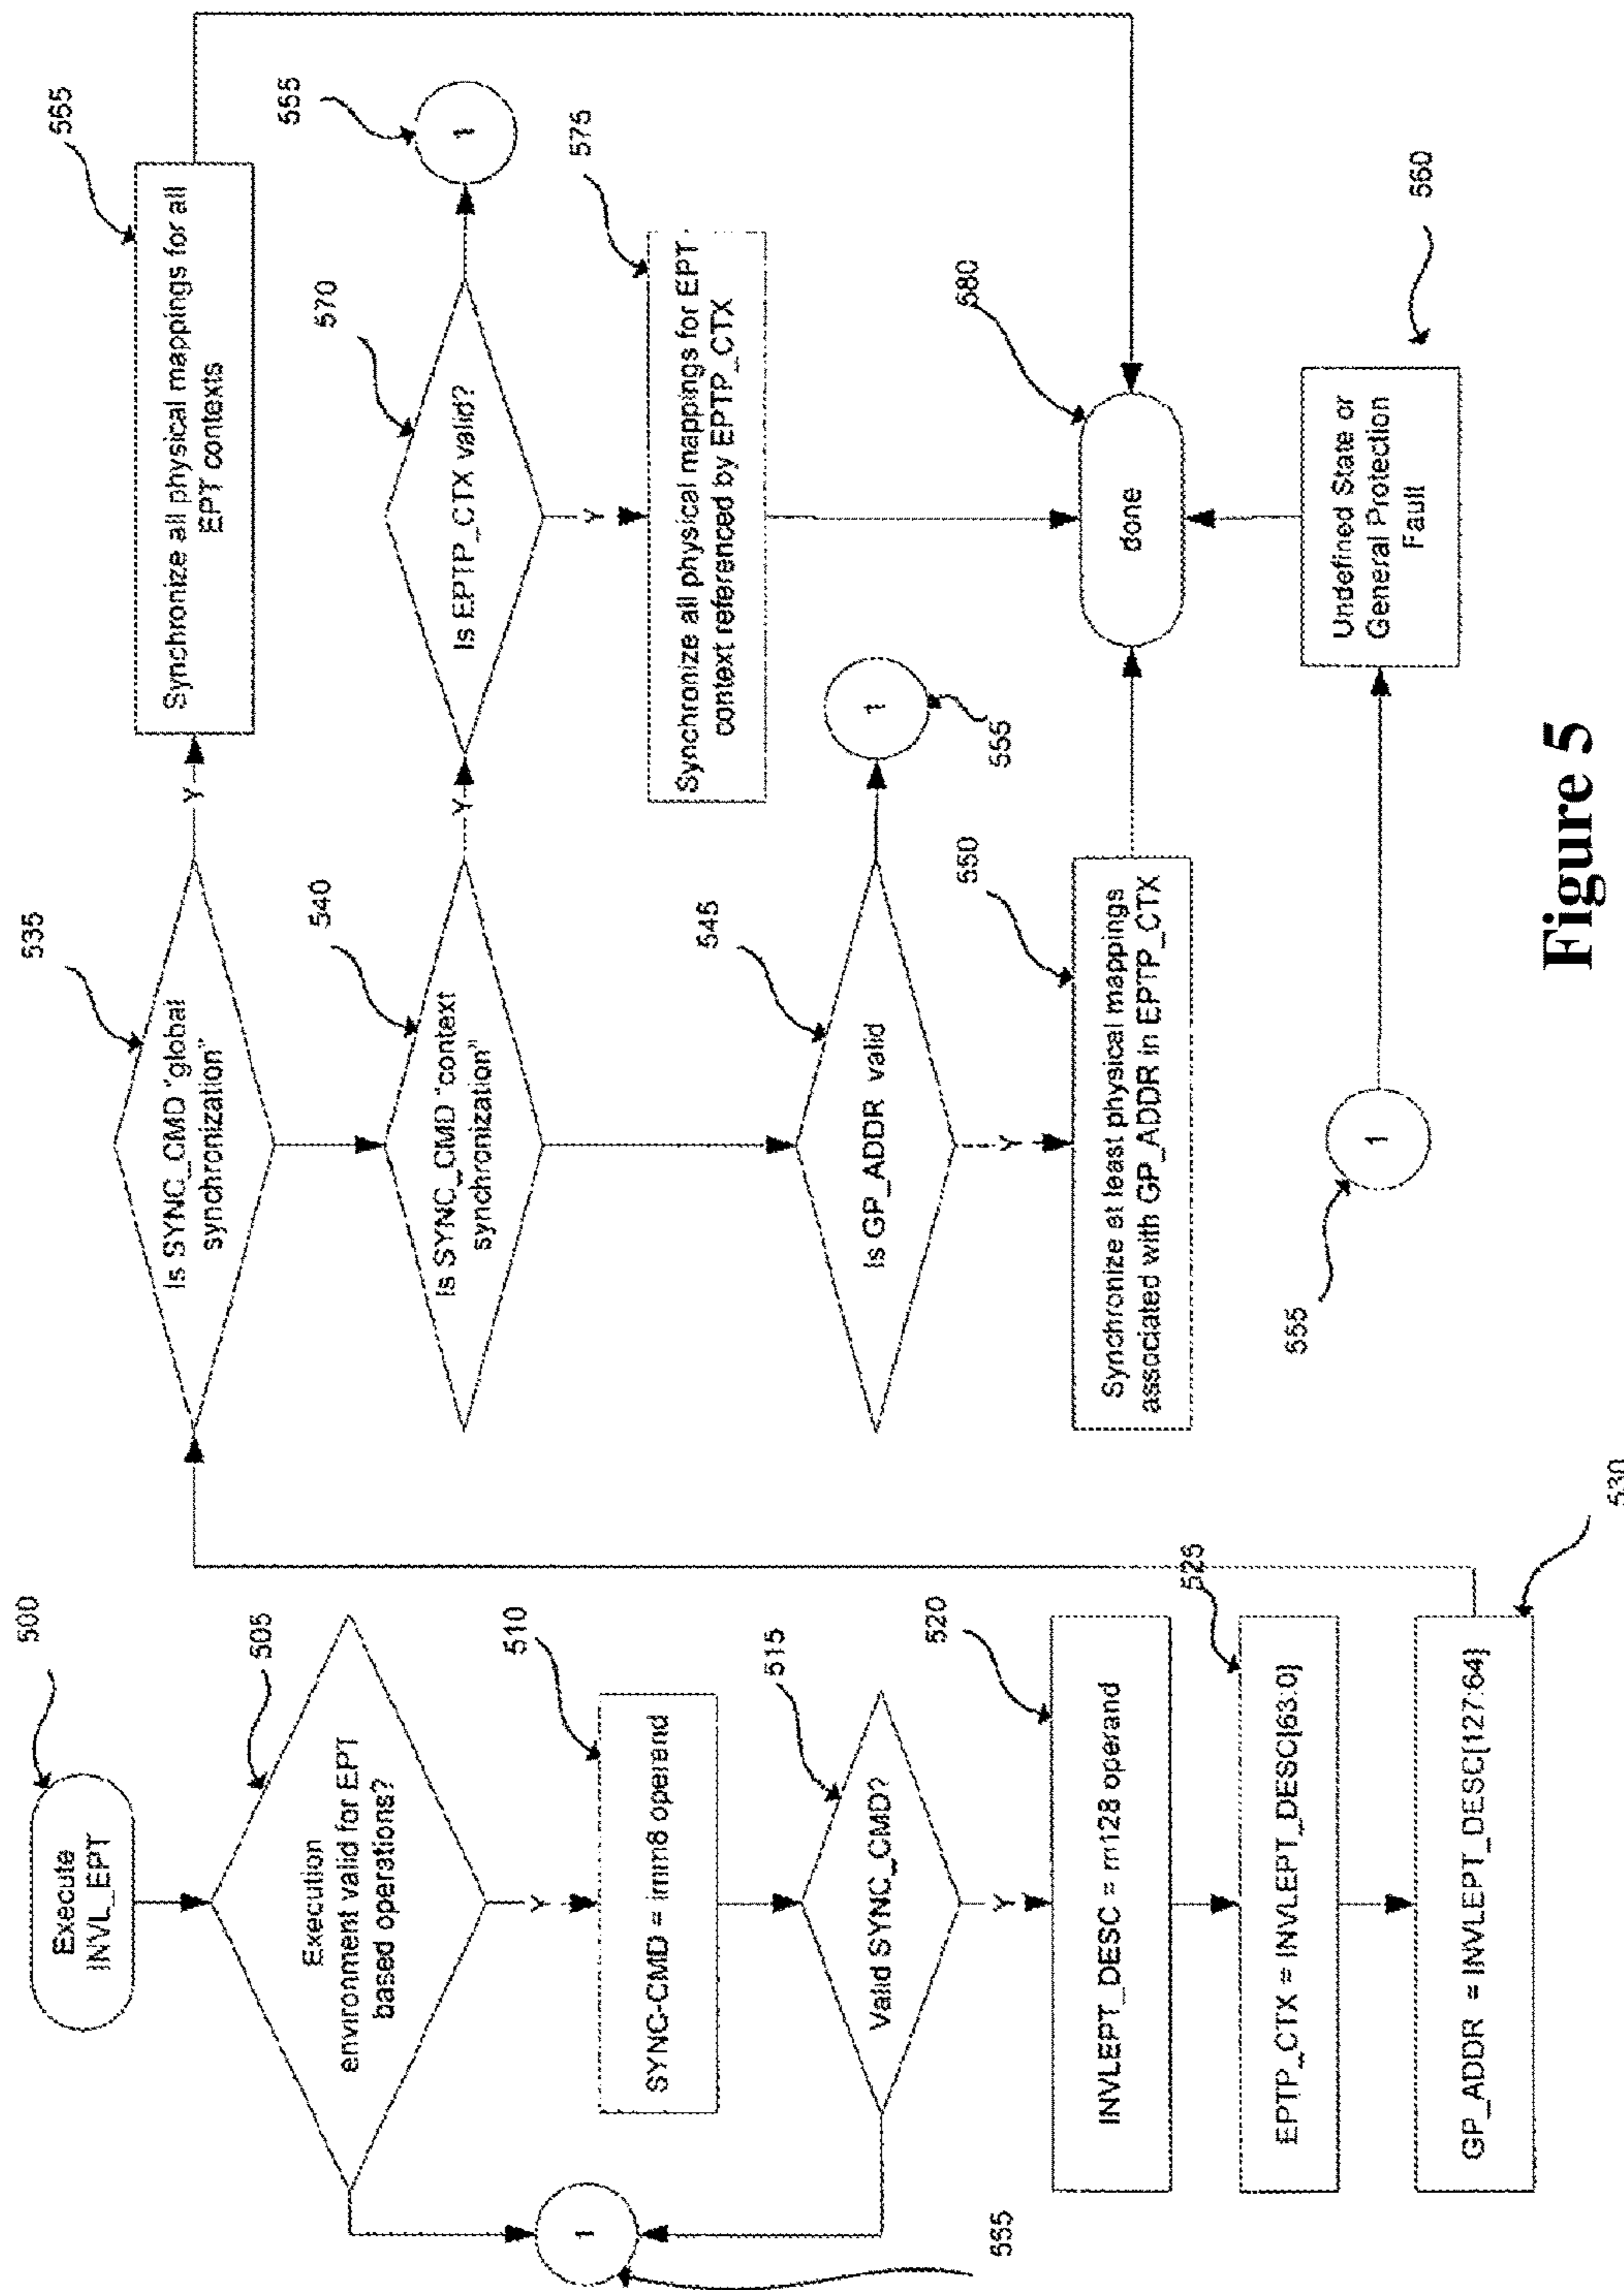 500
Execute
INVL_EPT
505
Execution
environment valid for EPT
based operations?
Y
510
SYNC-CMD = imm8 operand
515
Valid SYNC_CMD?
Y
520
INVLEPT_DESC = m128 operand
525
EPTP_CTX = INVLEPT_DESC[63:0]
530
GP_ADDR = INVLEPT_DESC[127:64]
1
555
535
Is SYNC_CMD "global
synchronization"
Y
565
Synchronize all physical mappings for all
EPT contexts
540
Is SYNC_CMD "context
synchronization"
Y
570
Is EPTP_CTX valid?
1
555
Y
575
Synchronize all physical mappings for EPT
context referenced by EPTP_CTX
545
Is GP_ADDR valid
1
555
Y
550
Synchronize at least physical mappings
associated with GP_ADDR in EPTP_CTX
580
done
555
1
560
Undefined State or
General Protection
Fault
Figure 5